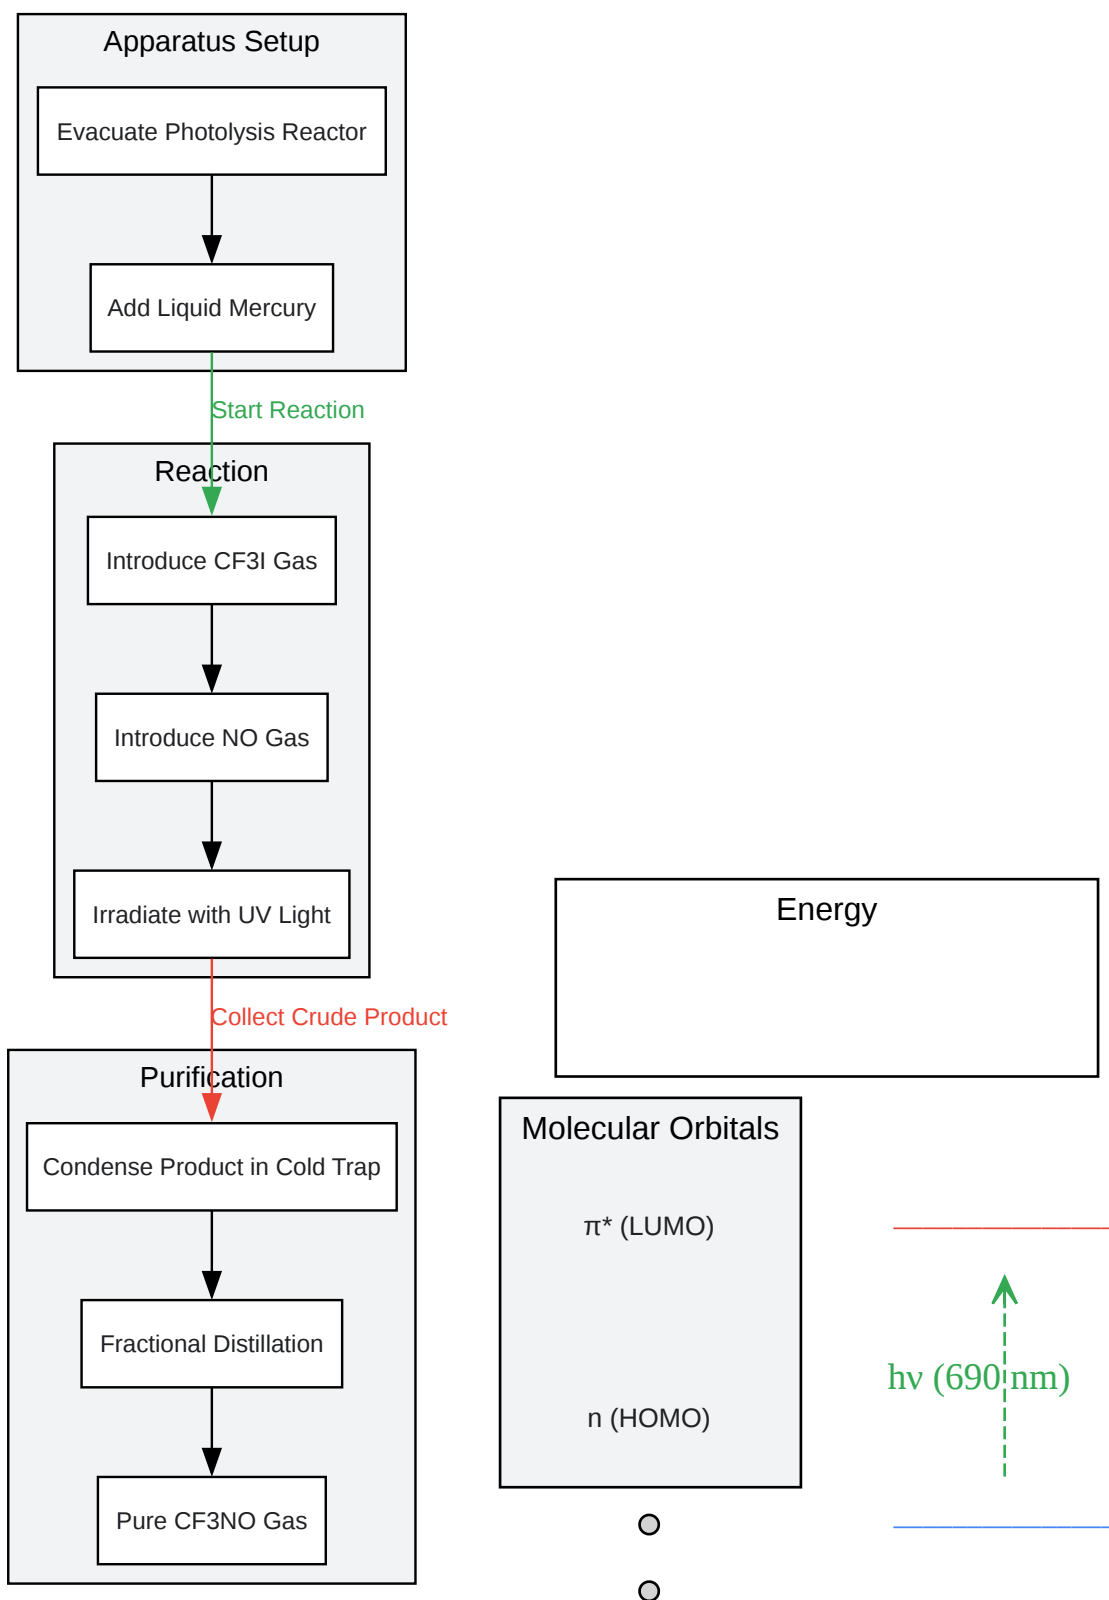 Apparatus Setup
Evacuate Photolysis Reactor
Add Liquid Mercury
Start Reaction
Reaction
Introduce CF3I Gas
Introduce NO Gas
Irradiate with UV Light
Collect Crude Product
Purification
Condense Product in Cold Trap
Fractional Distillation
Pure CF3NO Gas
Energy
Molecular Orbitals
π* (LUMO)
hν (690 nm)
n (HOMO)